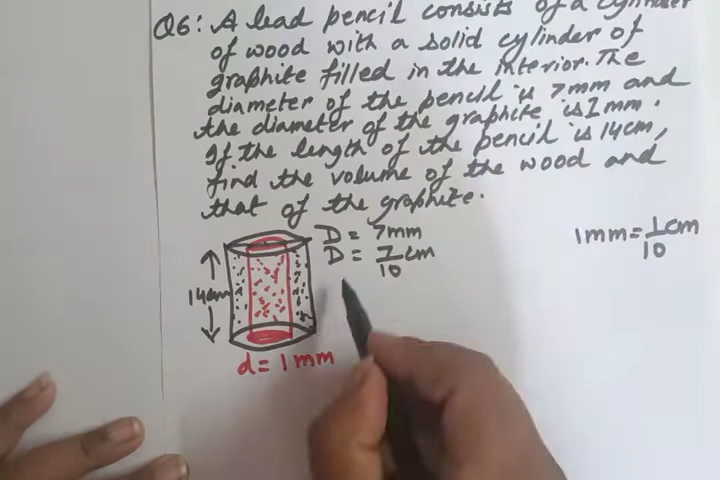 Q6: A lead pencil consists of a cylinder
of wood with a solid cylinder of
graphite filled in the interior. The
diameter of the pencil is 7mm and
the diameter of the graphite is 1mm.
If the length of the pencil is 14cm,
find the volume of the wood and
that of the graphite.
D = 7mm
D = 7/10 cm
1mm = 1/10 cm
14cm
d = 1mm